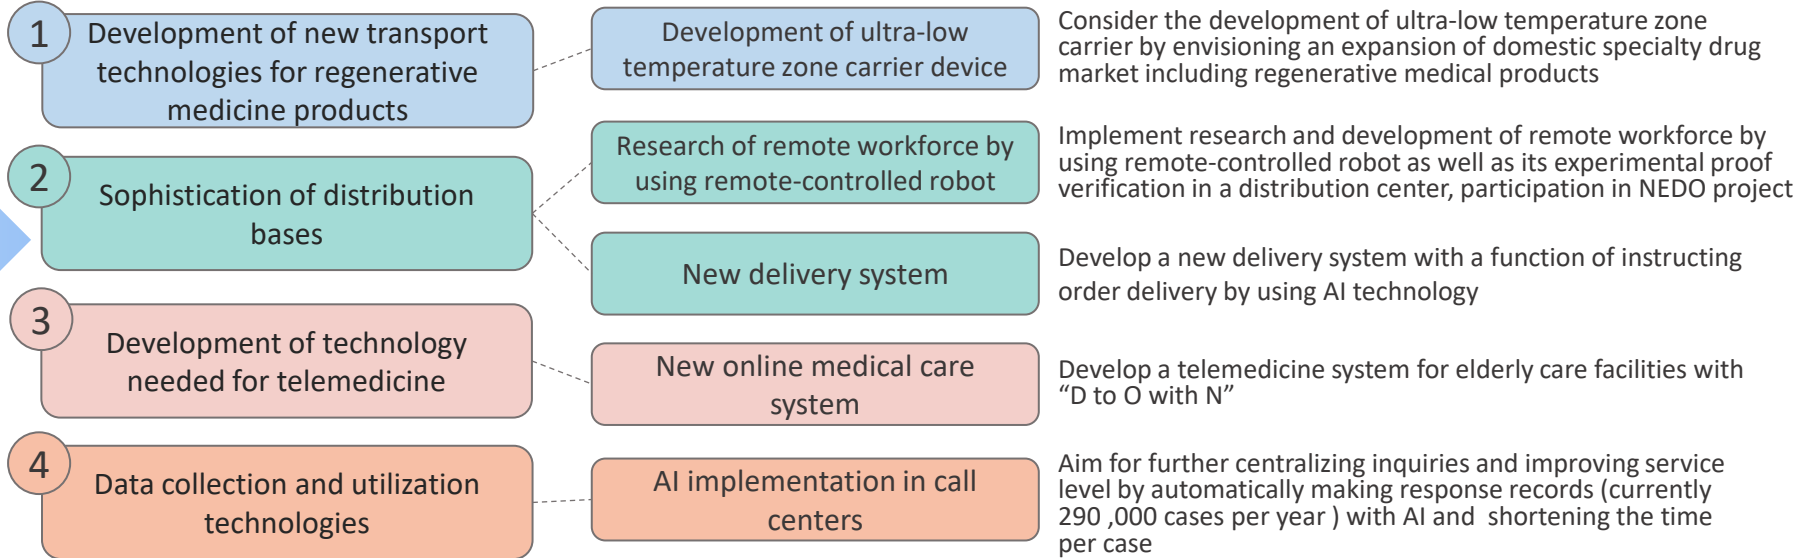 1
Development of new transport
technologies for regenerative
medicine products
Development of ultra-low
temperature zone carrier device
Consider the development of ultra-low temperature zone
carrier by envisioning an expansion of domestic specialty drug
market including regenerative medical products
2
Sophistication of distribution
bases
Research of remote workforce by
using remote-controlled robot
Implement research and development of remote workforce by
using remote-controlled robot as well as its experimental proof
verification in a distribution center, participation in NEDO project
New delivery system
Develop a new delivery system with a function of instructing
order delivery by using AI technology
3
Development of technology
needed for telemedicine
New online medical care
system
Develop a telemedicine system for elderly care facilities with
“D to O with N”
4
Data collection and utilization
technologies
AI implementation in call
centers
Aim for further centralizing inquiries and improving service
level by automatically making response records (currently
290 ,000 cases per year ) with AI and  shortening the time
per case